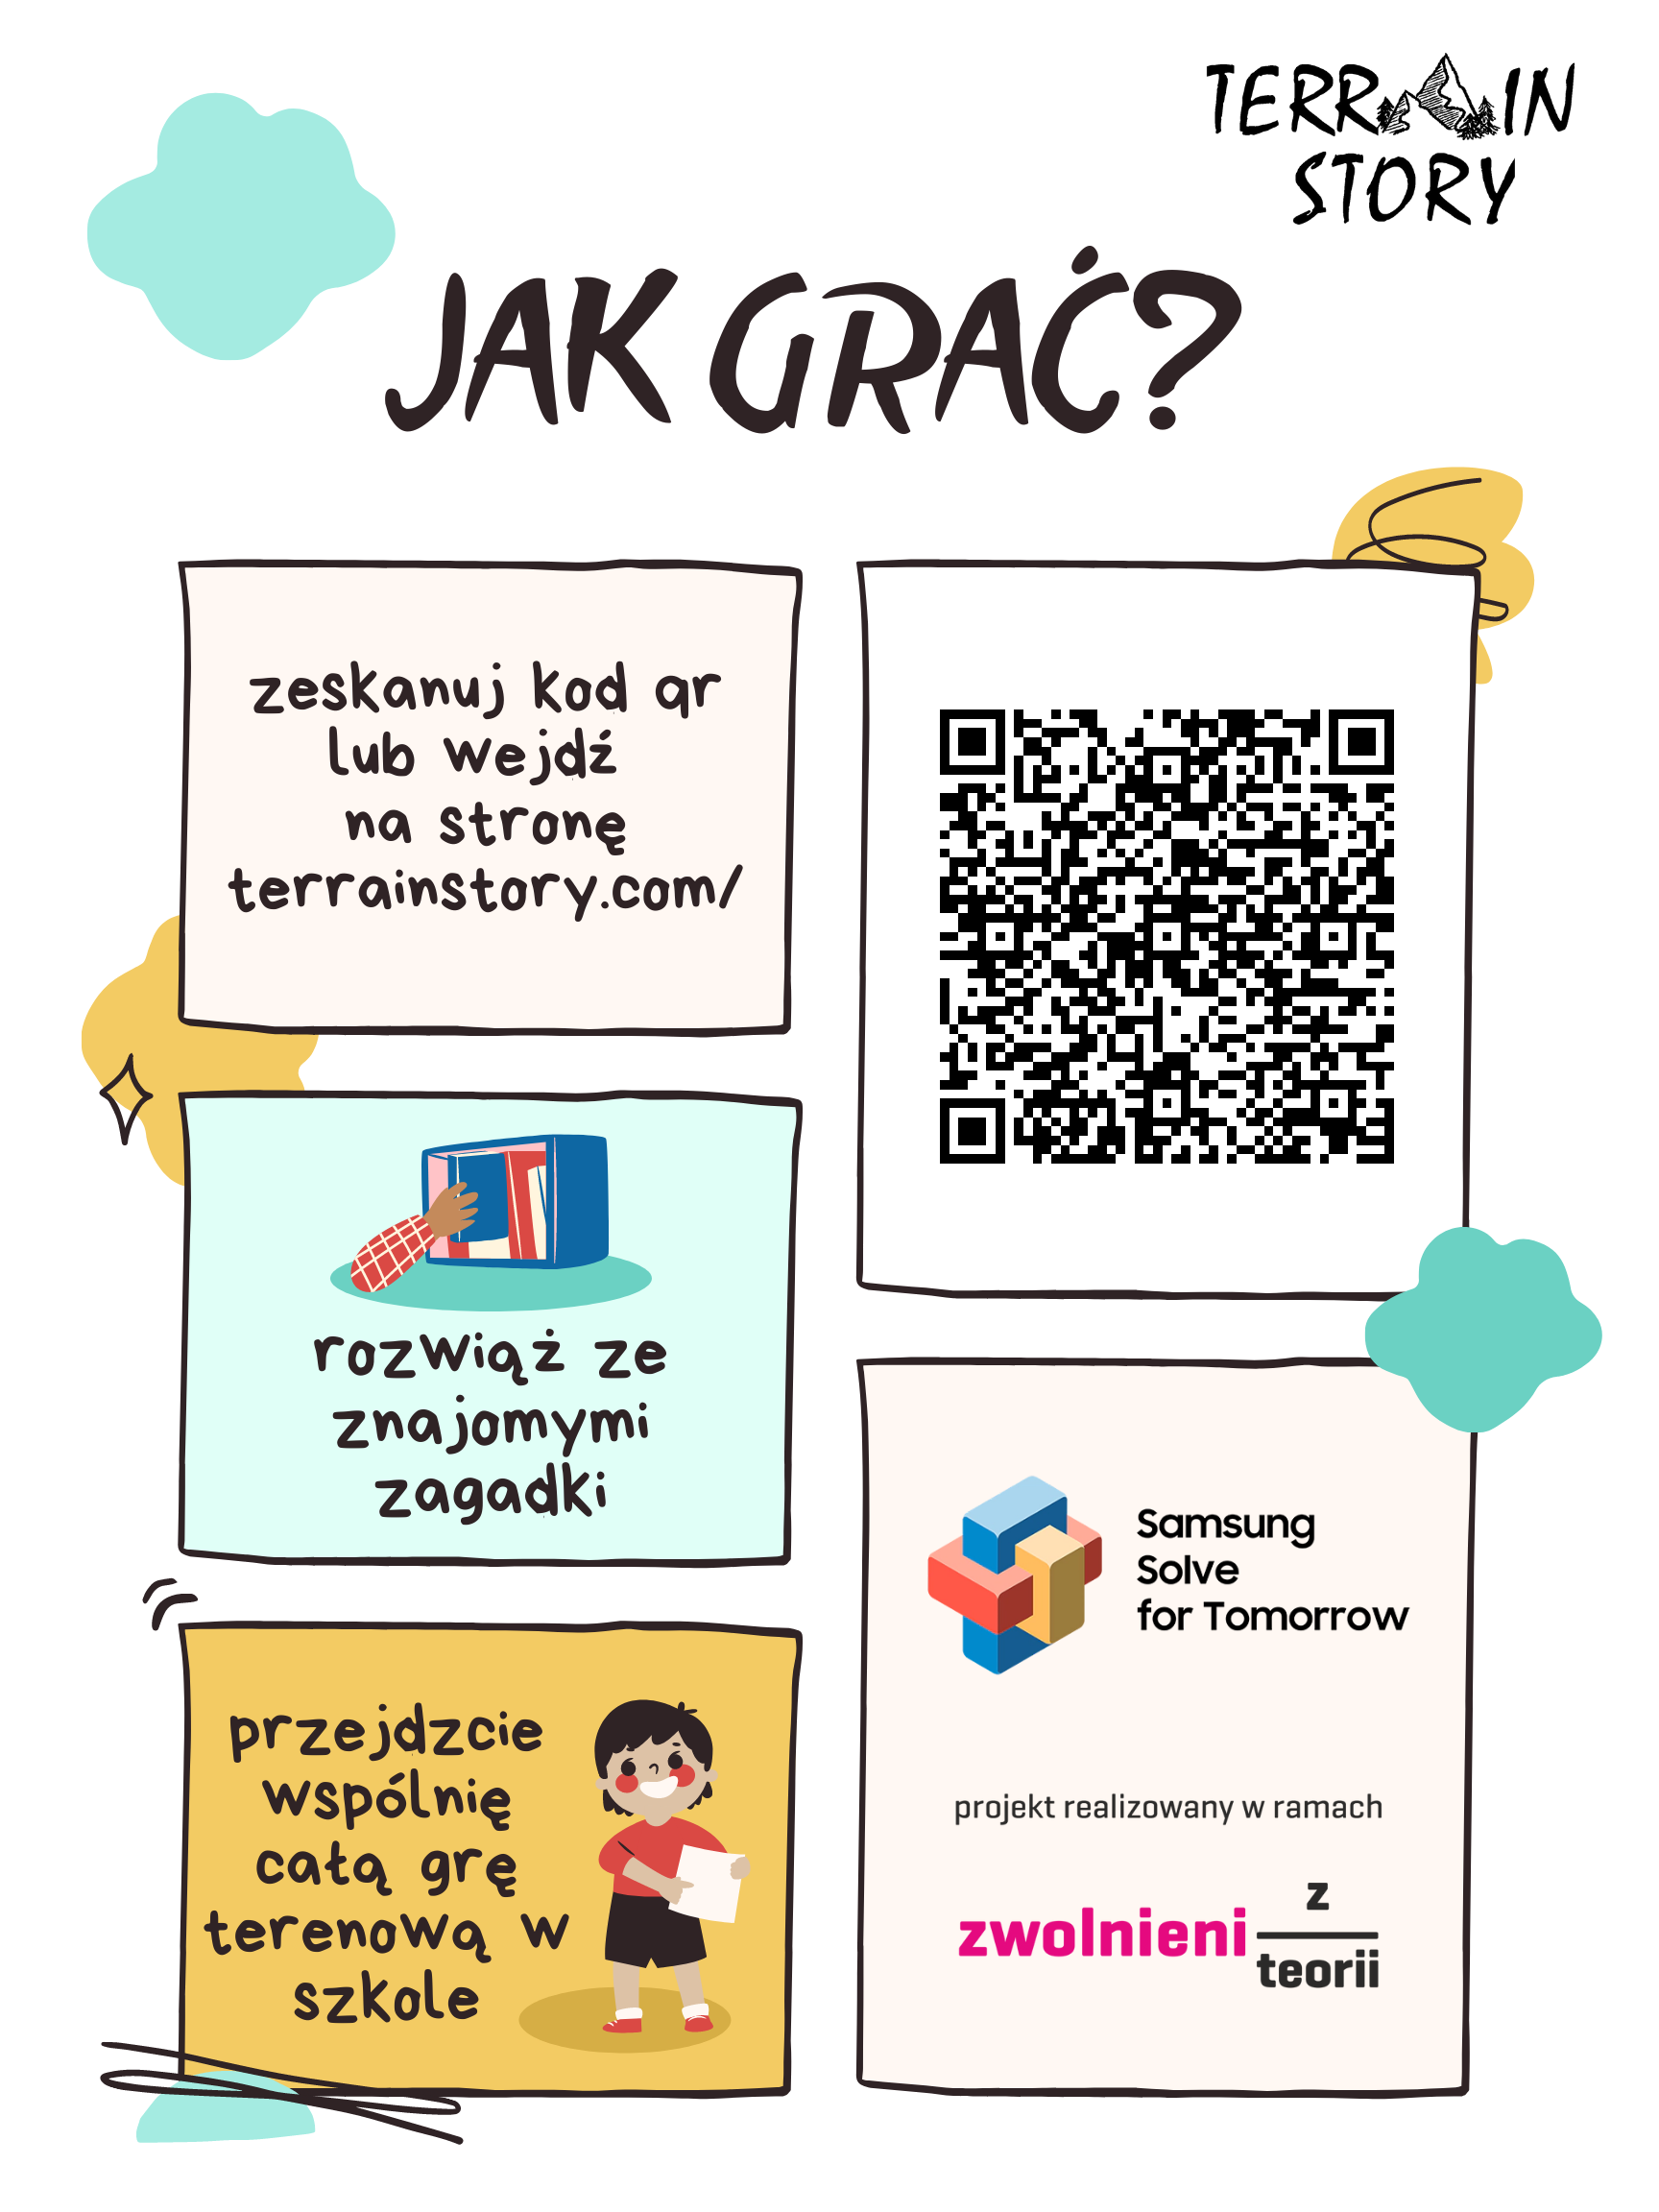 TERRAIN
STORY
JAK GRAĆ?
zeskanuj kod qr
lub wejdź
na stronę
terrainstory.com/
rozwiąż ze
znajomymi
zagadki
przejdzcie
wspólnię
całą grę
terenową w
szkole
Samsung
Solve
for Tomorrow
projekt realizowany w ramach
zwolnieni z
teorii